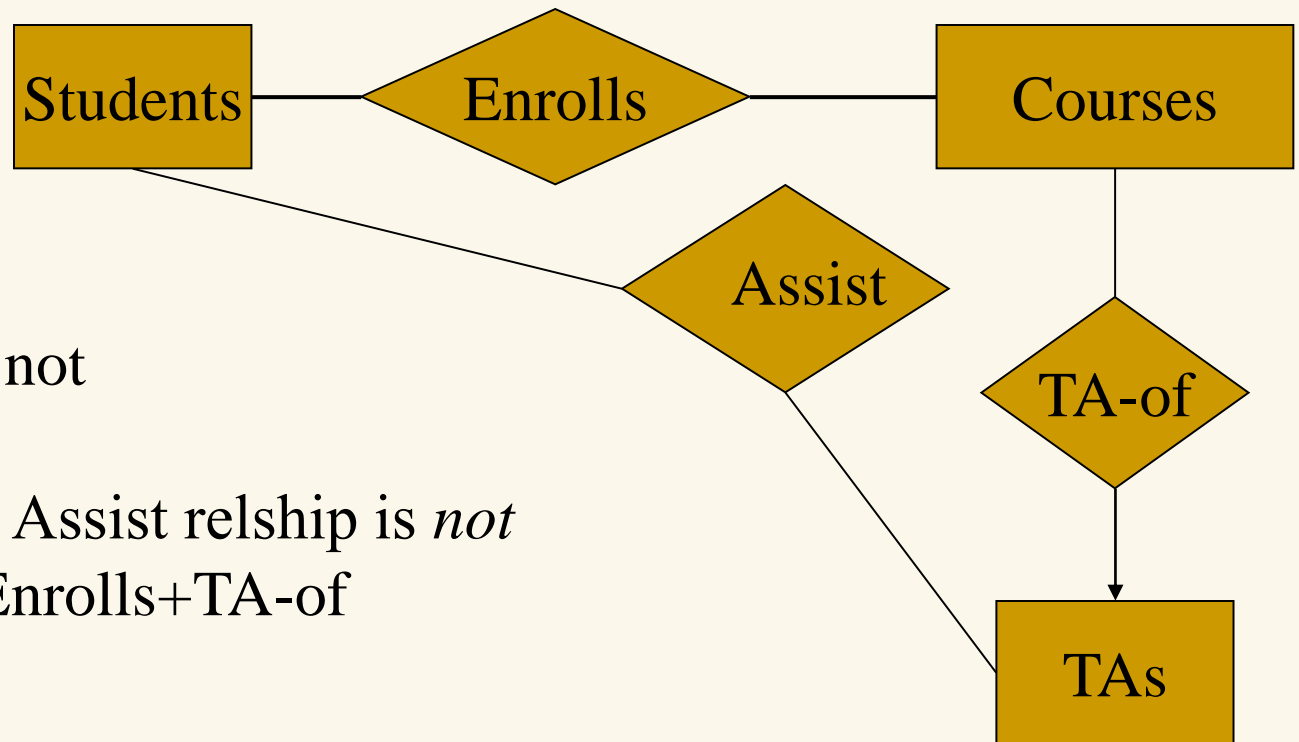 Students
Enrolls
Courses
Assist
not
TA-of
Assist relship is not
Enrolls+TA-of
TAs